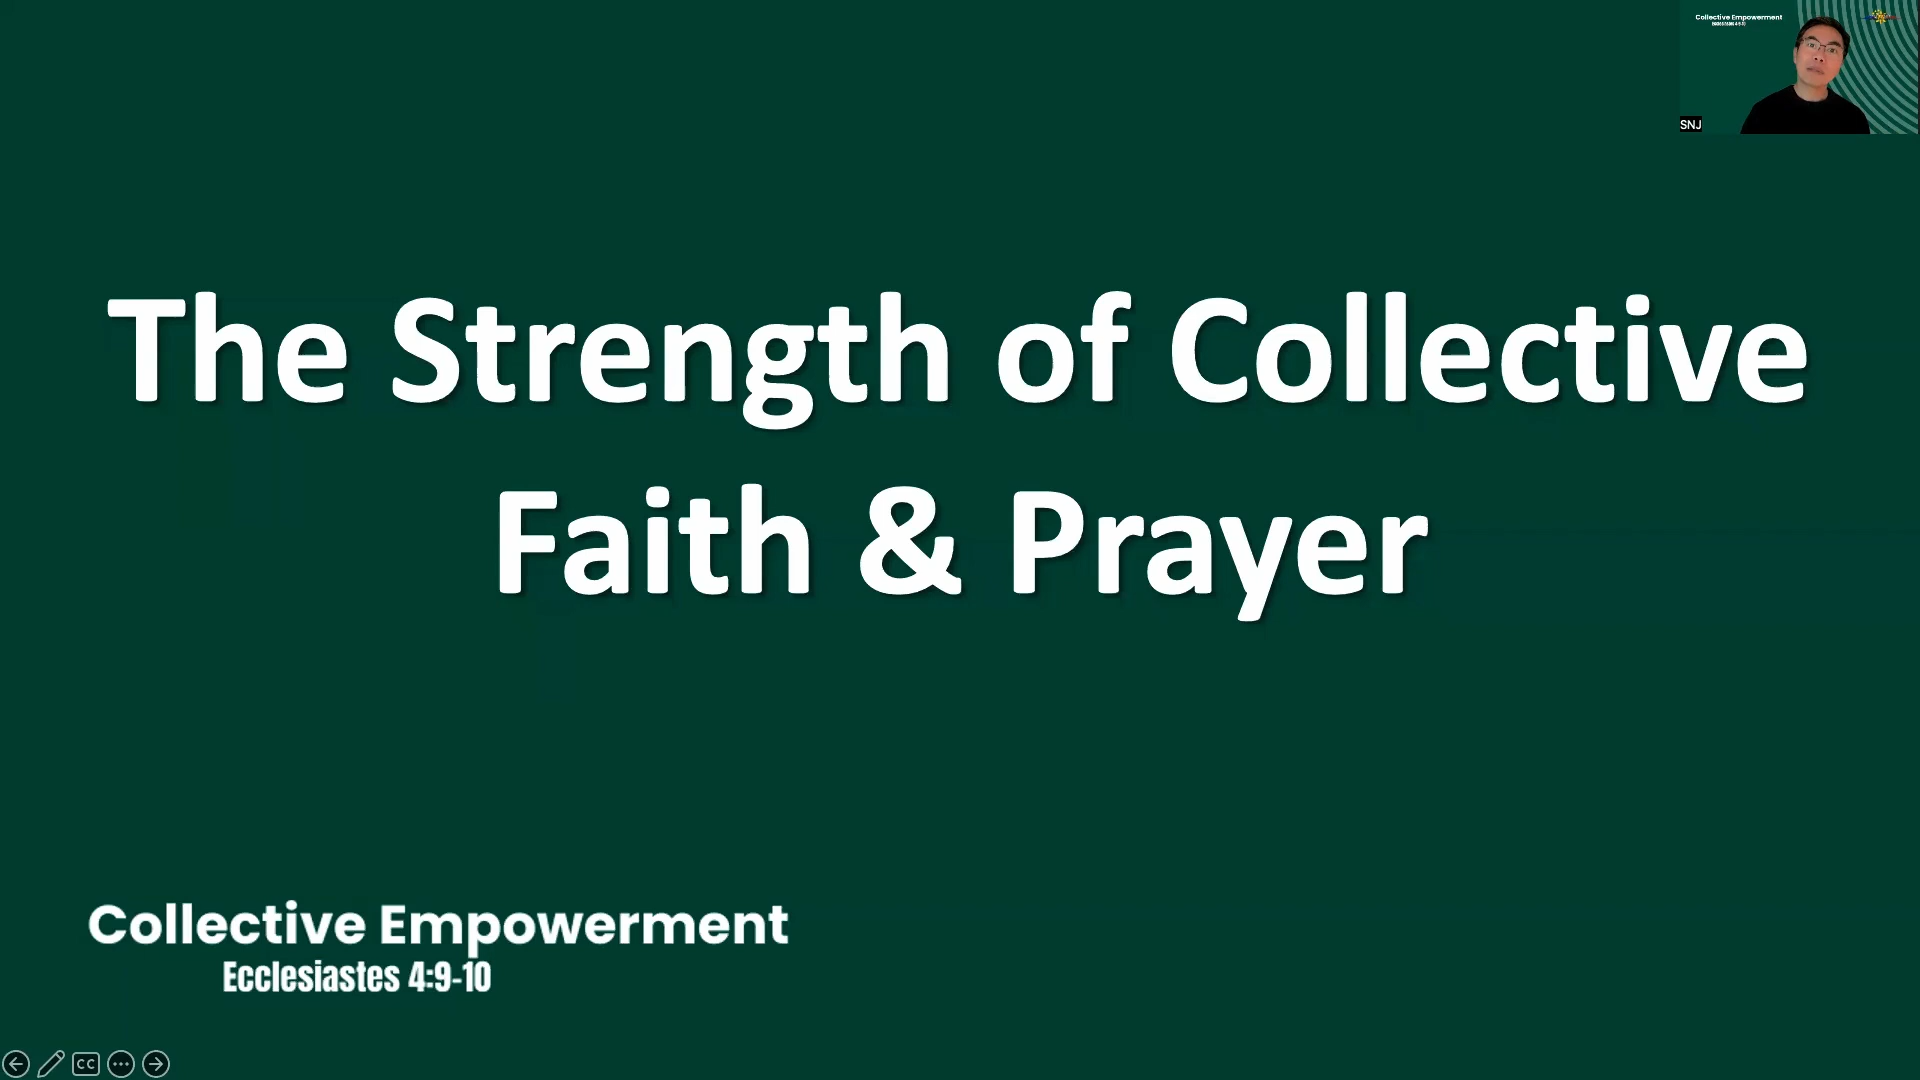 Collective Empowerment
SNJ
The Strength of Collective
Faith & Prayer
Collective Empowerment
Ecclesiastes 4:9-10
CC